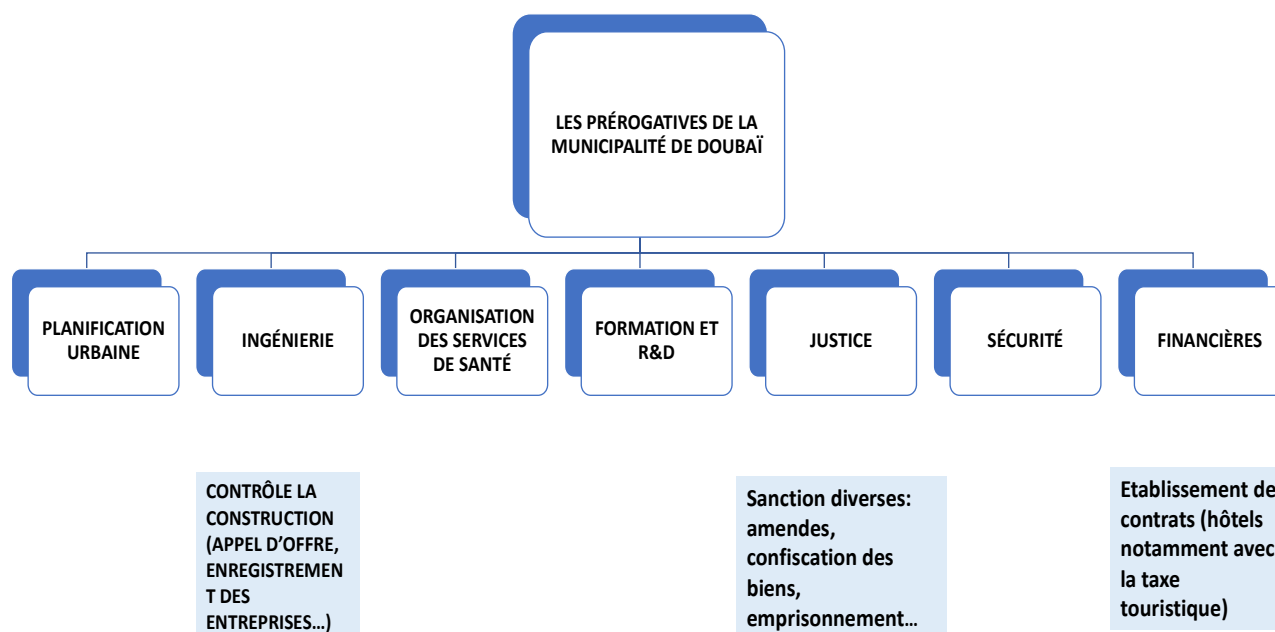 LES PRÉROGATIVES DE LA
MUNICIPALITÉ DE DOUBAÏ
PLANIFICATION
URBAINE
INGÉNIERIE
ORGANISATION
DES SERVICES
DE SANTÉ
FORMATION ET
R&D
JUSTICE
SÉCURITÉ
FINANCIÈRES
CONTRÔLE LA
CONSTRUCTION
(APPEL D’OFFRE,
ENREGISTREMEN
T DES
ENTREPRISES…)
Sanction diverses:
amendes,
confiscation des
biens,
emprisonnement…
Etablissement de
contrats (hôtels
notamment avec
la taxe
touristique)